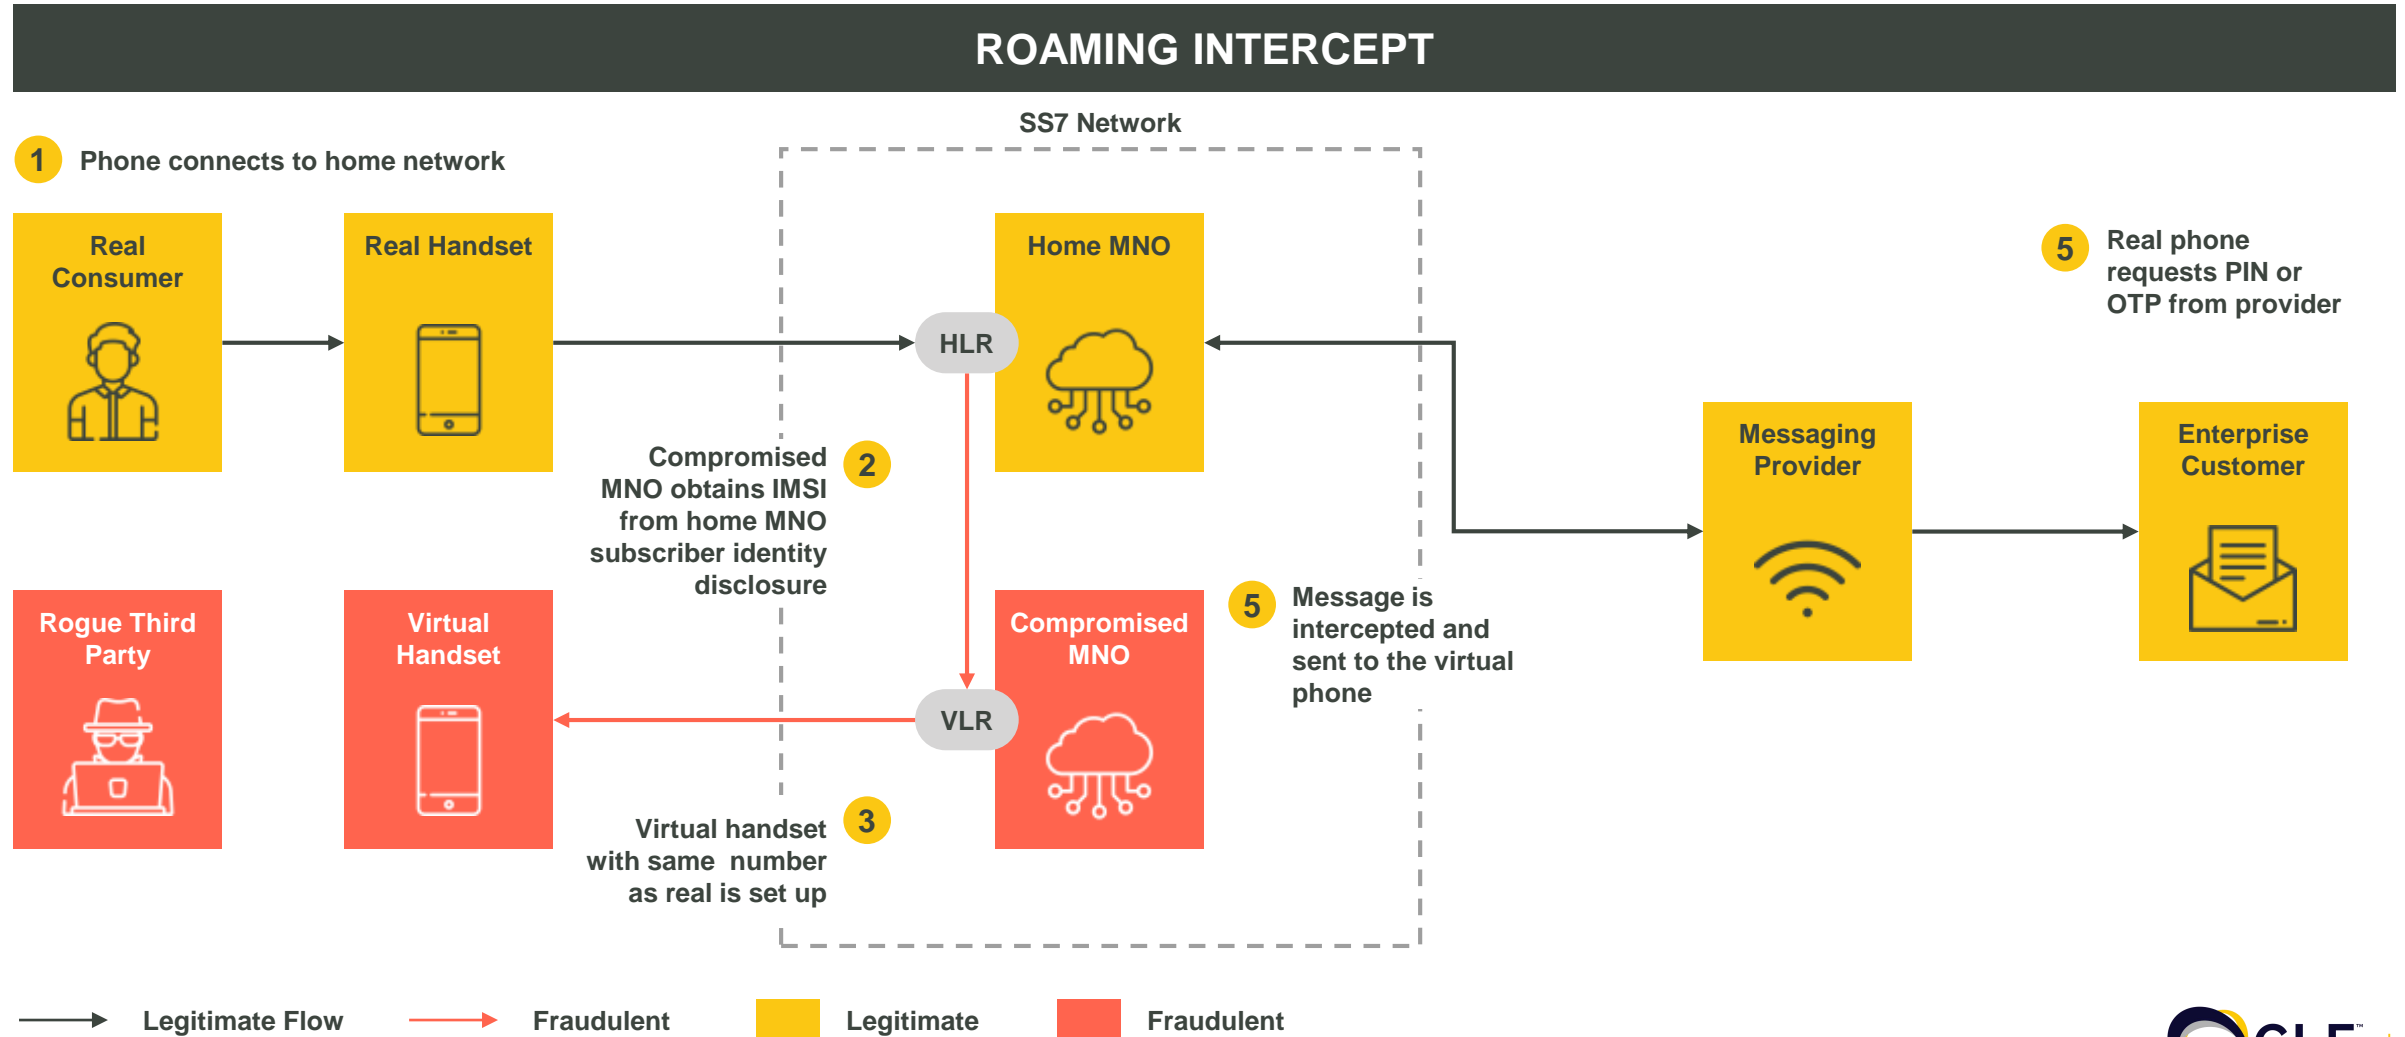 ROAMING INTERCEPT
SS7 Network
1
Phone connects to home network
Real
Consumer
Real Handset
Home MNO
5
Real phone
requests PIN or
OTP from provider
HLR
Compromised
MNO obtains IMSI
from home MNO
subscriber identity
disclosure
2
Messaging
Provider
Enterprise
Customer
Rogue Third
Party
Virtual
Handset
Compromised
MNO
5
Message is
intercepted and
sent to the virtual
phone
VLR
Virtual handset
with same  number
as real is set up
3
Legitimate Flow
Fraudulent
Legitimate
Fraudulent